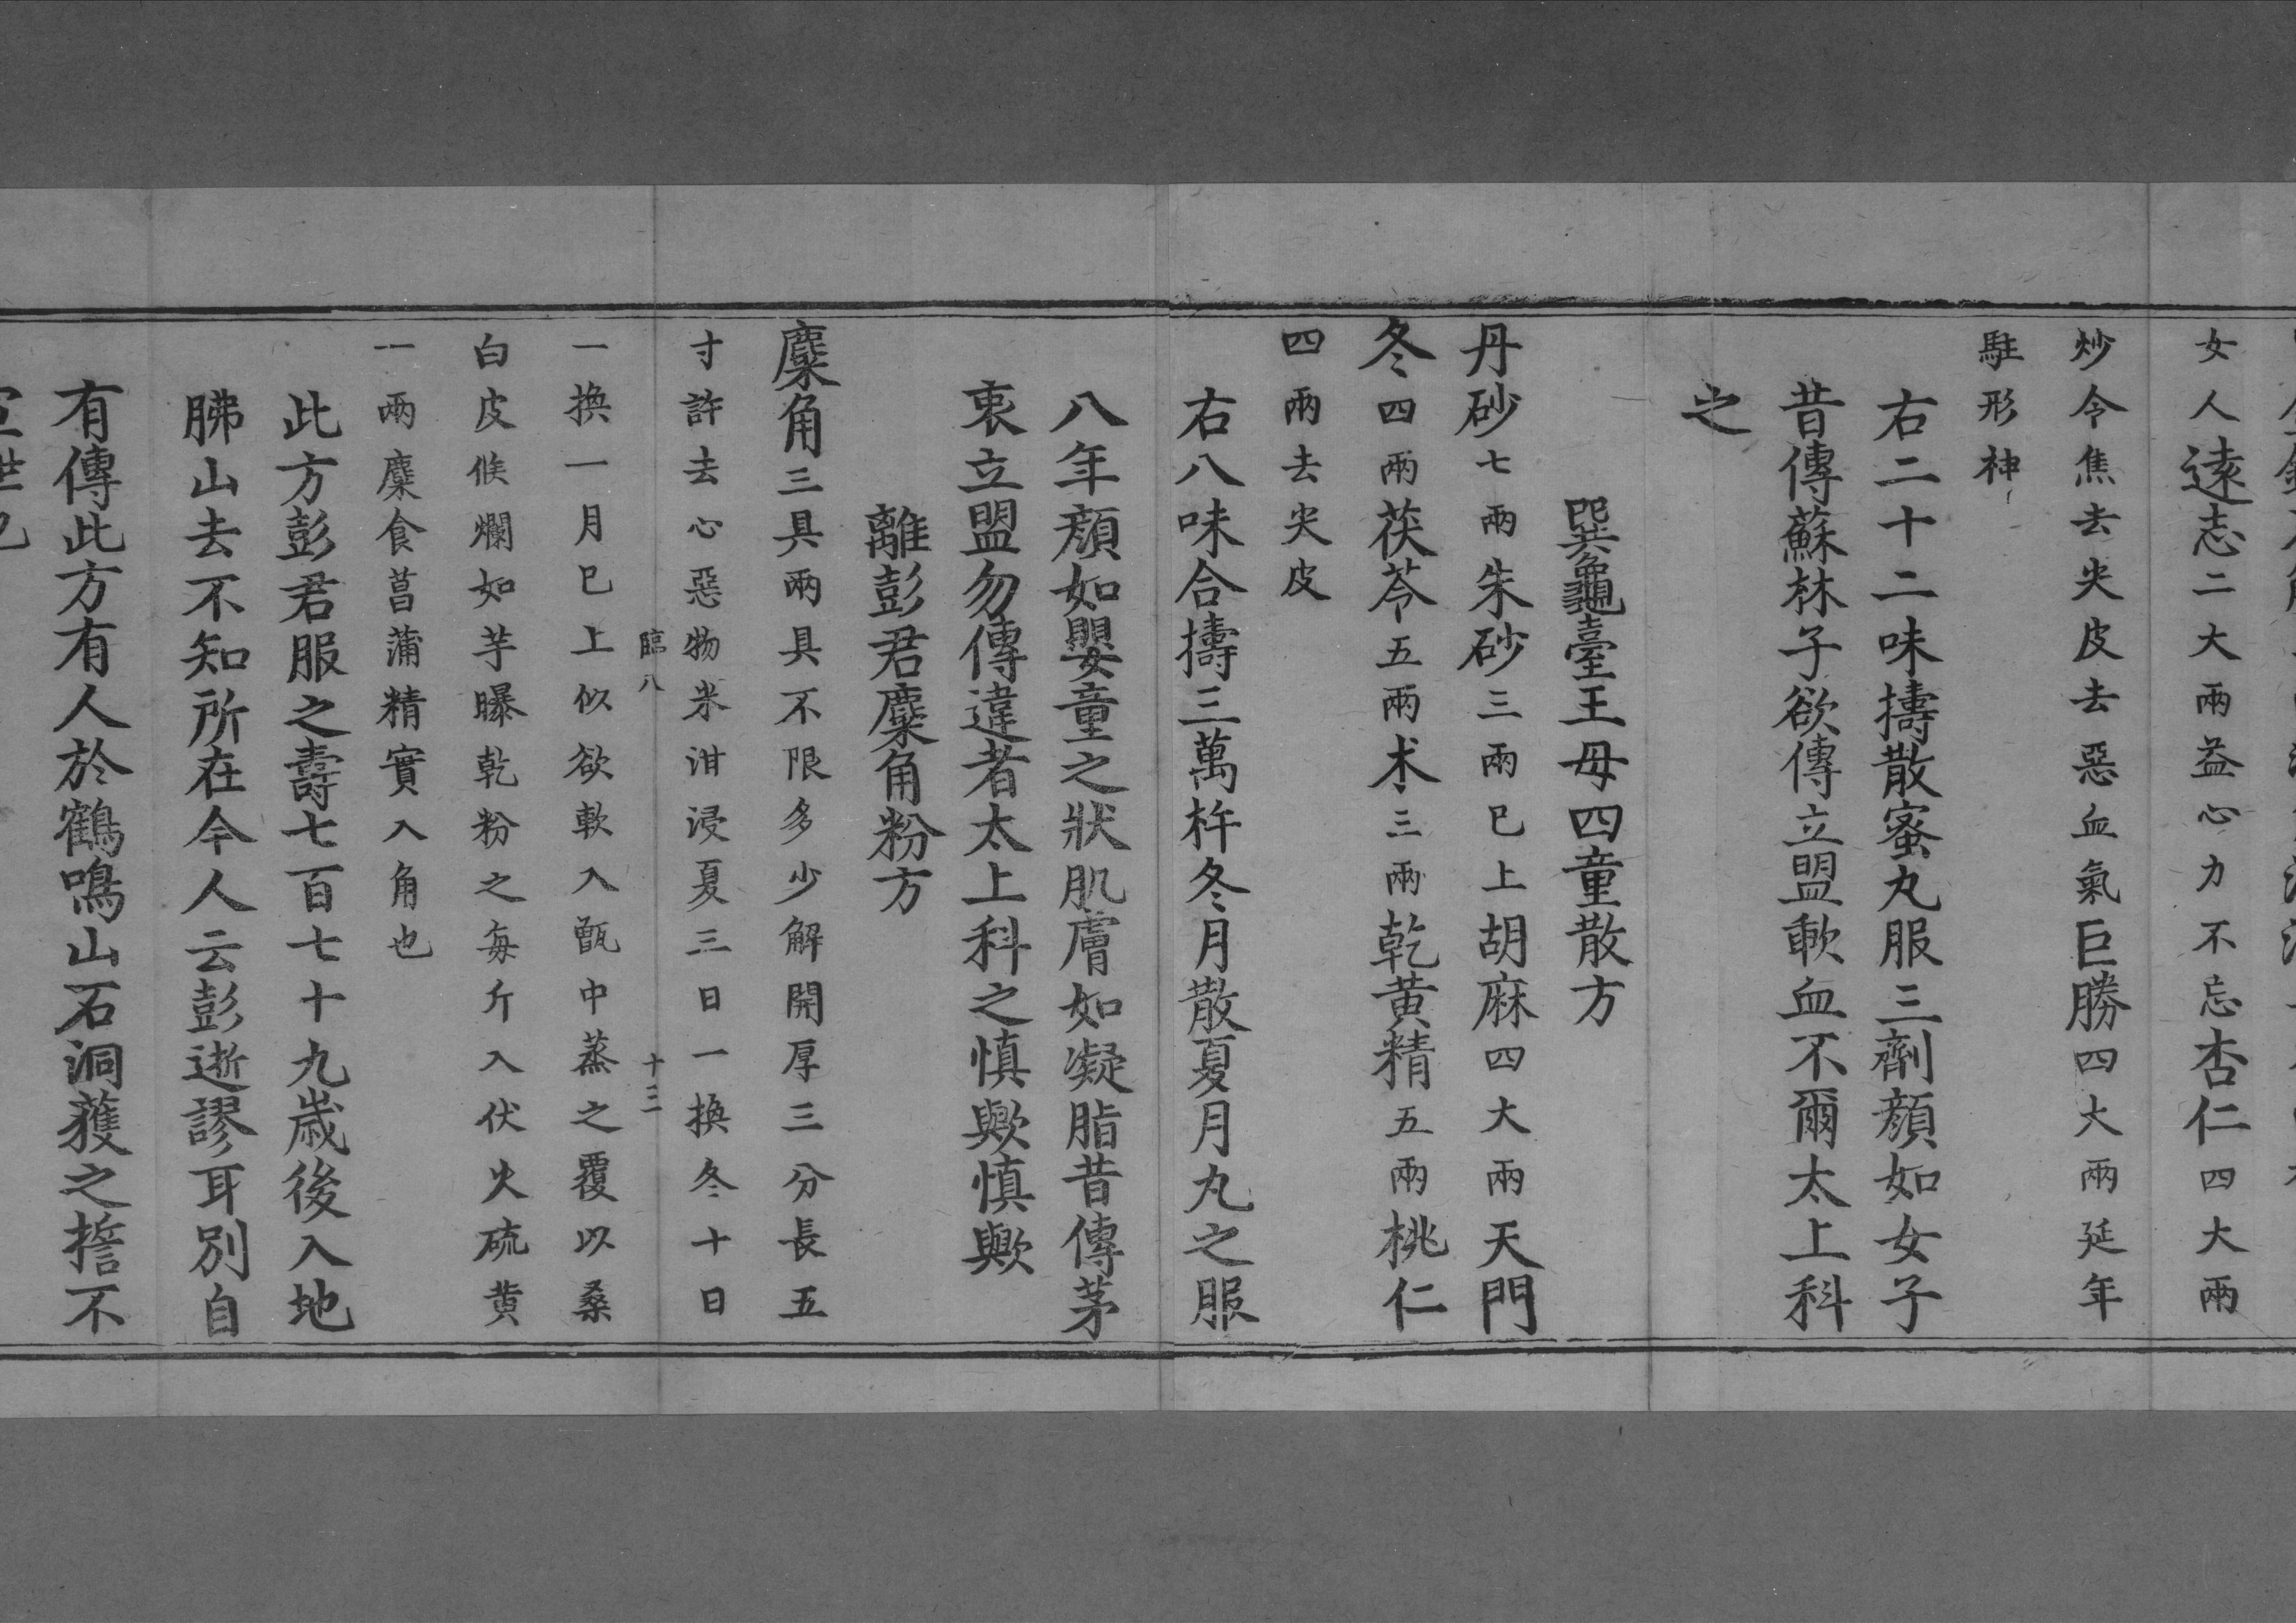 女人遠志二大兩益心力不忘杏仁四大兩
炒令焦去尖皮去惡血氣巨勝四大兩延年
駐形神
右二十二味擣散蜜丸服三劑顏如女子
昔傳蘇林子欲傳立盟歃血不爾太上科
之
巽龜臺王母四童散方
丹砂七兩朱砂三兩巳上胡麻四大兩天門
冬四兩茯苓五兩术三兩乾黃精五兩桃仁
四兩去尖皮
右八味合擣三萬杵冬月散夏月丸之服
八年顏如嬰童之狀肌膚如凝脂昔傳茅
衷立盟勿傳違者太上科之慎歟慎歟
離彭君麋角粉方
麋角三具兩具不限多少解開厚三分長五
寸許去心惡物米泔浸夏三日一換冬十日
臨八 十三
一換一月巳上似欲軟入甑中蒸之覆以桑
白皮候爛如芋曝乾粉之每斤入伏火硫黃
一兩麋食菖蒲精實入角也
此方彭君服之壽七百七十九歲後入地
胇山去不知所在今人云彭逝謬耳別自
有傳此方有人於鶴鳴山石洞獲之誓不